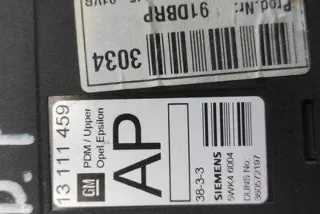 Prod.Nr:
91DBRP
3034
13 111 459
GM
PDM / Upper
Opel Epsilon
AP
38-3-3
SIEMENS
5WK4 6004
DUNS No:
360572197